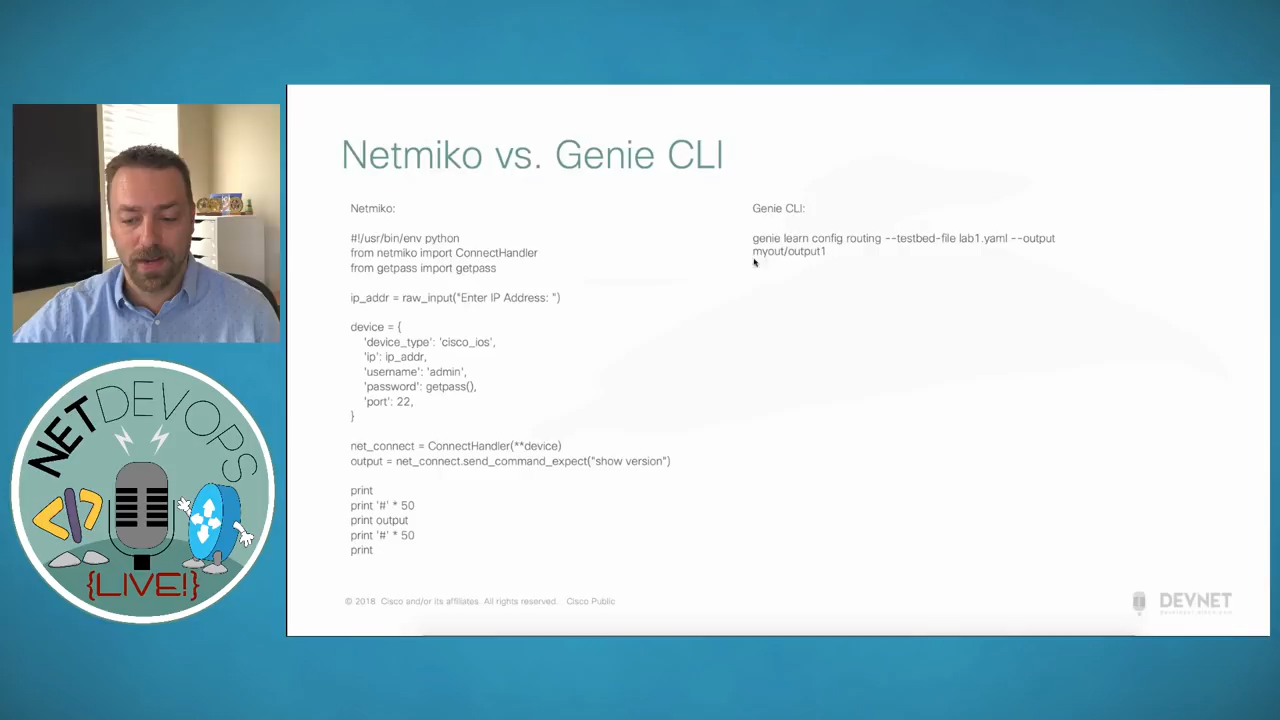 Netmiko vs. Genie CLI
Netmiko:
#!/usr/bin/env python
from netmiko import ConnectHandler
from getpass import getpass
ip_addr = raw_input("Enter IP Address: ")
device = {
'device_type': 'cisco_ios',
'ip': ip_addr,
'username': 'admin',
'password': getpass(),
'port': 22,
}
net_connect = ConnectHandler(**device)
output = net_connect.send_command_expect("show version")
print
print '#' * 50
print output
print '#' * 50
print
Genie CLI:
genie learn config routing --testbed-file lab1.yaml --output
myout/output1
© 2018 Cisco and/or its affiliates. All rights reserved. Cisco Public
DEVNET
NETDEVOPS
</>
{LIVE!}